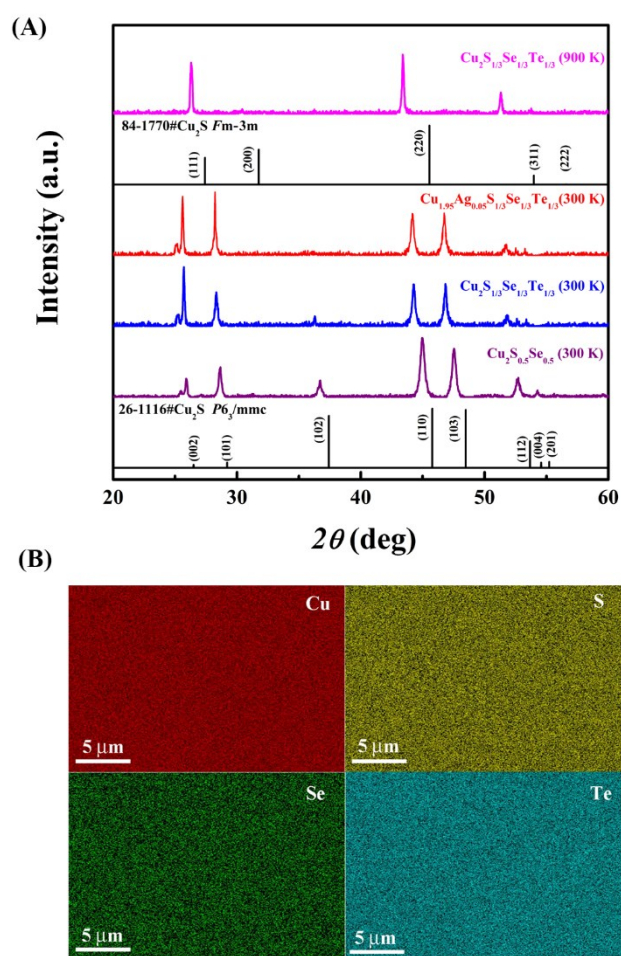 (A)
Intensity (a.u.)
Cu₂S₁/₃Se₁/₃Te₁/₃ (900 K)
84-1770#Cu₂S Fm-3m
(111)
(200)
(220)
(311)
(222)
Cu₁.₉₅Ag₀.₀₅S₁/₃Se₁/₃Te₁/₃(300 K)
Cu₂S₁/₃Se₁/₃Te₁/₃ (300 K)
Cu₂S₀.₅Se₀.₅ (300 K)
26-1116#Cu₂S P6₃/mmc
(002)
(101)
(102)
(110)
(103)
(112)
(004)
(201)
20 30 40 50 60
2θ (deg)
(B)
Cu
5 μm
S
5 μm
Se
5 μm
Te
5 μm